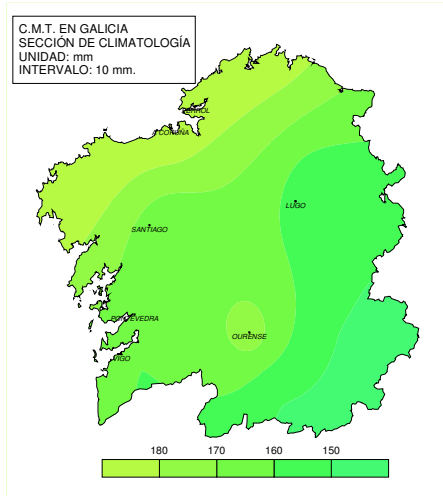 C.M.T. EN GALICIA
SECCIÓN DE CLIMATOLOGÍA
UNIDAD: mm
INTERVALO: 10 mm.
FERROL
A CORUÑA
LUGO
SANTIAGO
PONTEVEDRA
OURENSE
VIGO
180 170 160 150